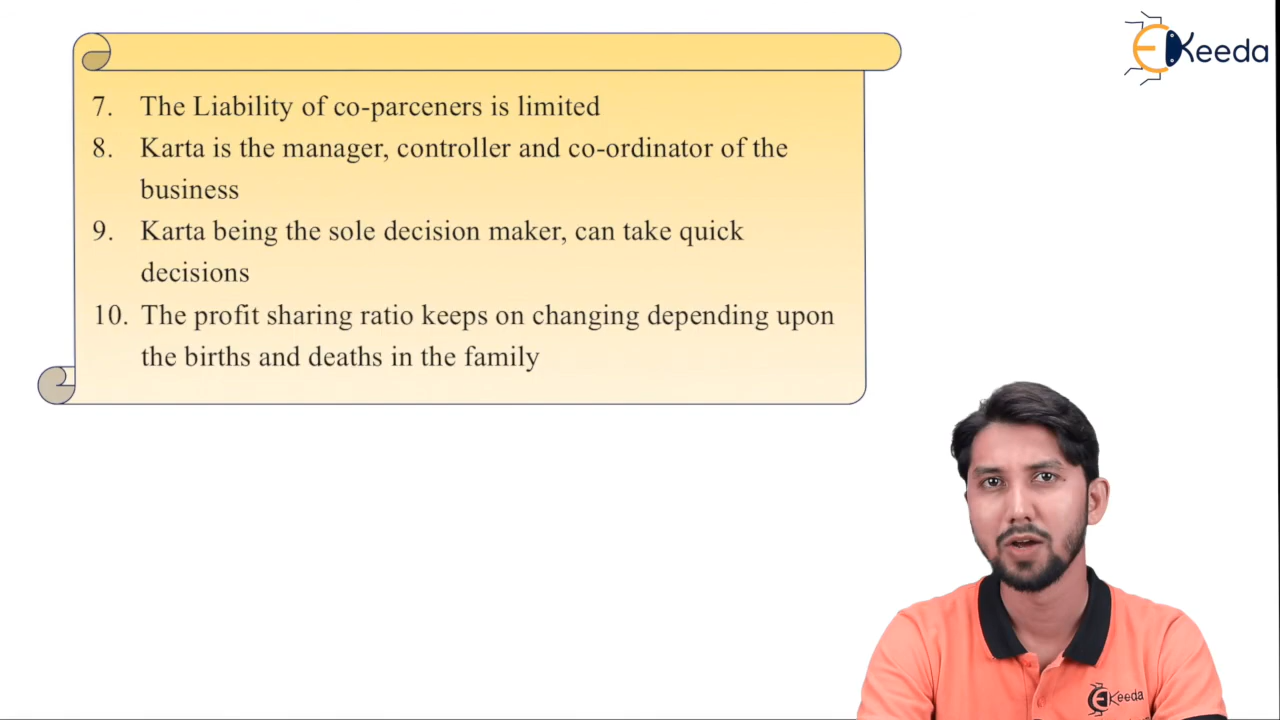 EKeeda
7. The Liability of co-parceners is limited
8. Karta is the manager, controller and co-ordinator of the
business
9. Karta being the sole decision maker, can take quick
decisions
10. The profit sharing ratio keeps on changing depending upon
the births and deaths in the family
EKeeda